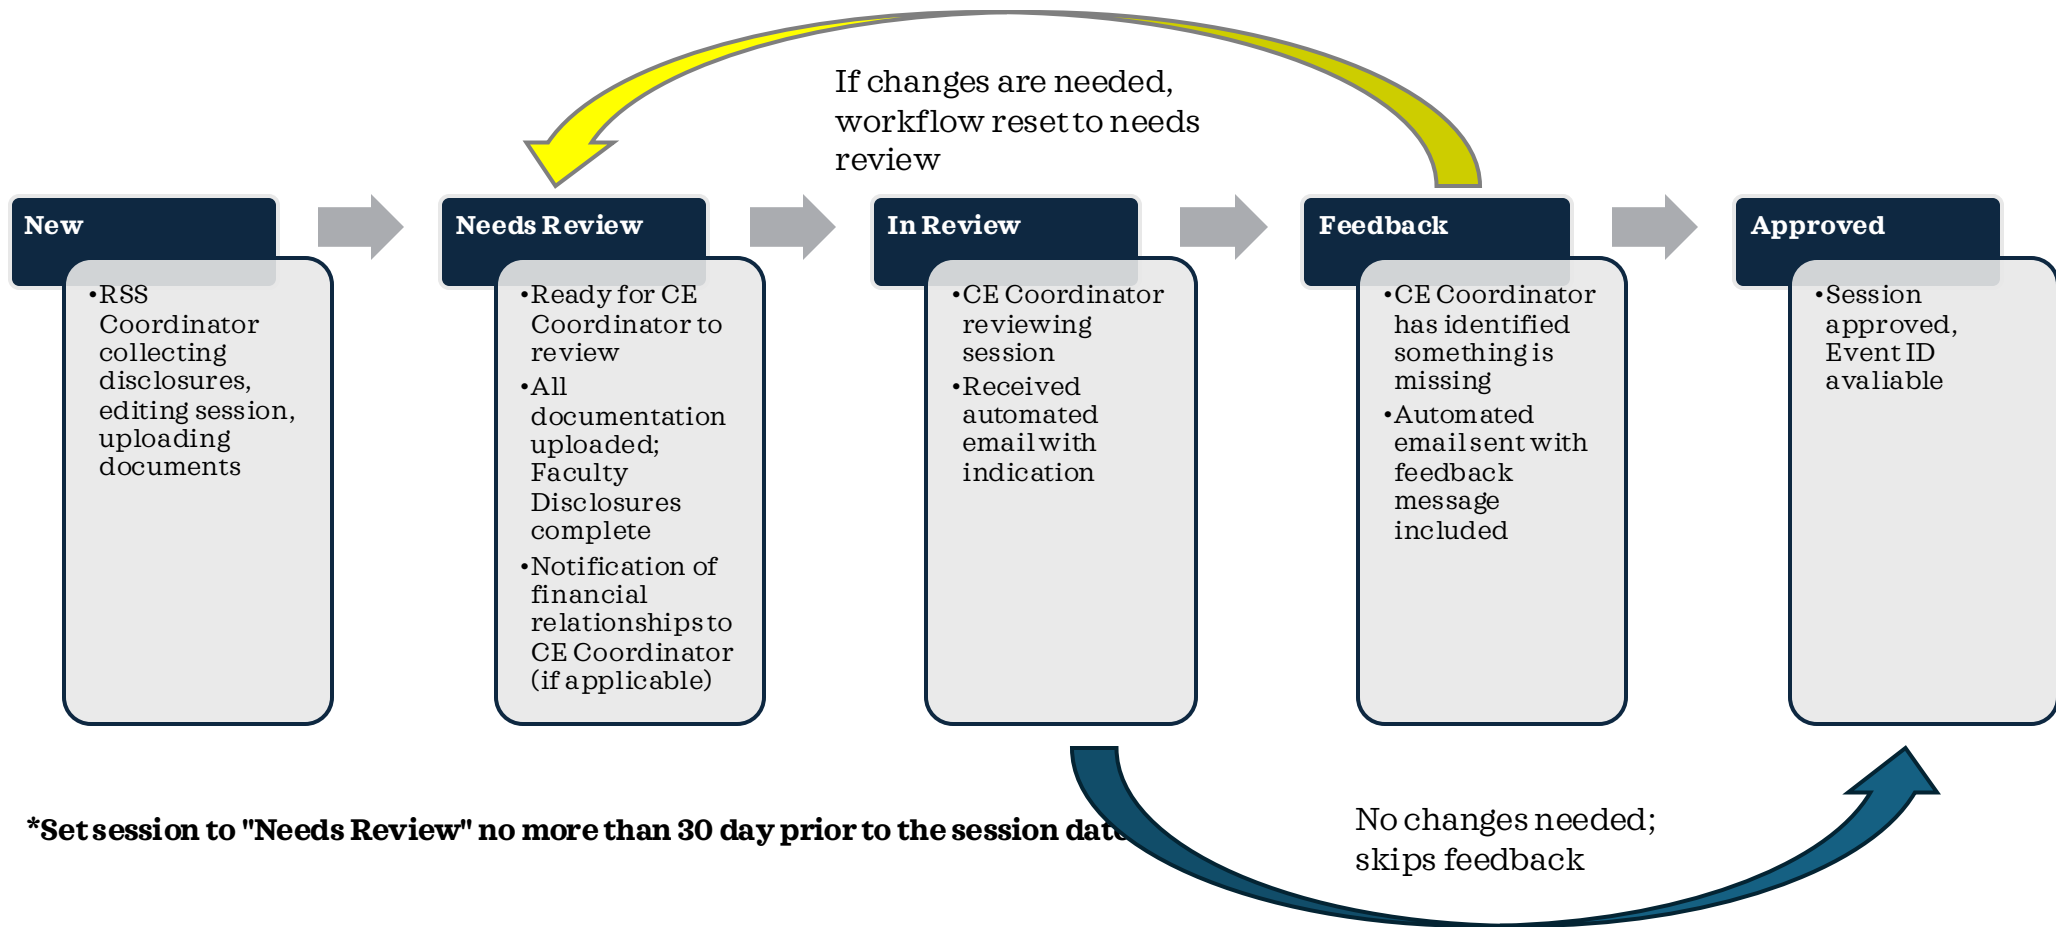 If changes are needed,
workflow reset to needs
review
New
•RSS
Coordinator
collecting
disclosures,
editing session,
uploading
documents
Needs Review
•Ready for CE
Coordinator to
review
•All
documentation
uploaded;
Faculty
Disclosures
complete
•Notification of
financial
relationships to
CE Coordinator
(if applicable)
In Review
•CE Coordinator
reviewing
session
•Received
automated
email with
indication
Feedback
•CE Coordinator
has identified
something is
missing
•Automated
email sent with
feedback
message
included
Approved
•Session
approved,
Event ID
avaliable
*Set session to "Needs Review" no more than 30 day prior to the session date
No changes needed;
skips feedback